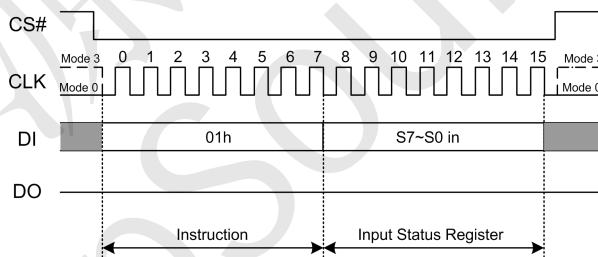 CS#
Mode 3 0 1 2 3 4 5 6 7 8 9 10 11 12 13 14 15 Mode 3
CLK
Mode 0 Mode 0
DI 01h S7~S0 in
DO
Instruction Input Status Register